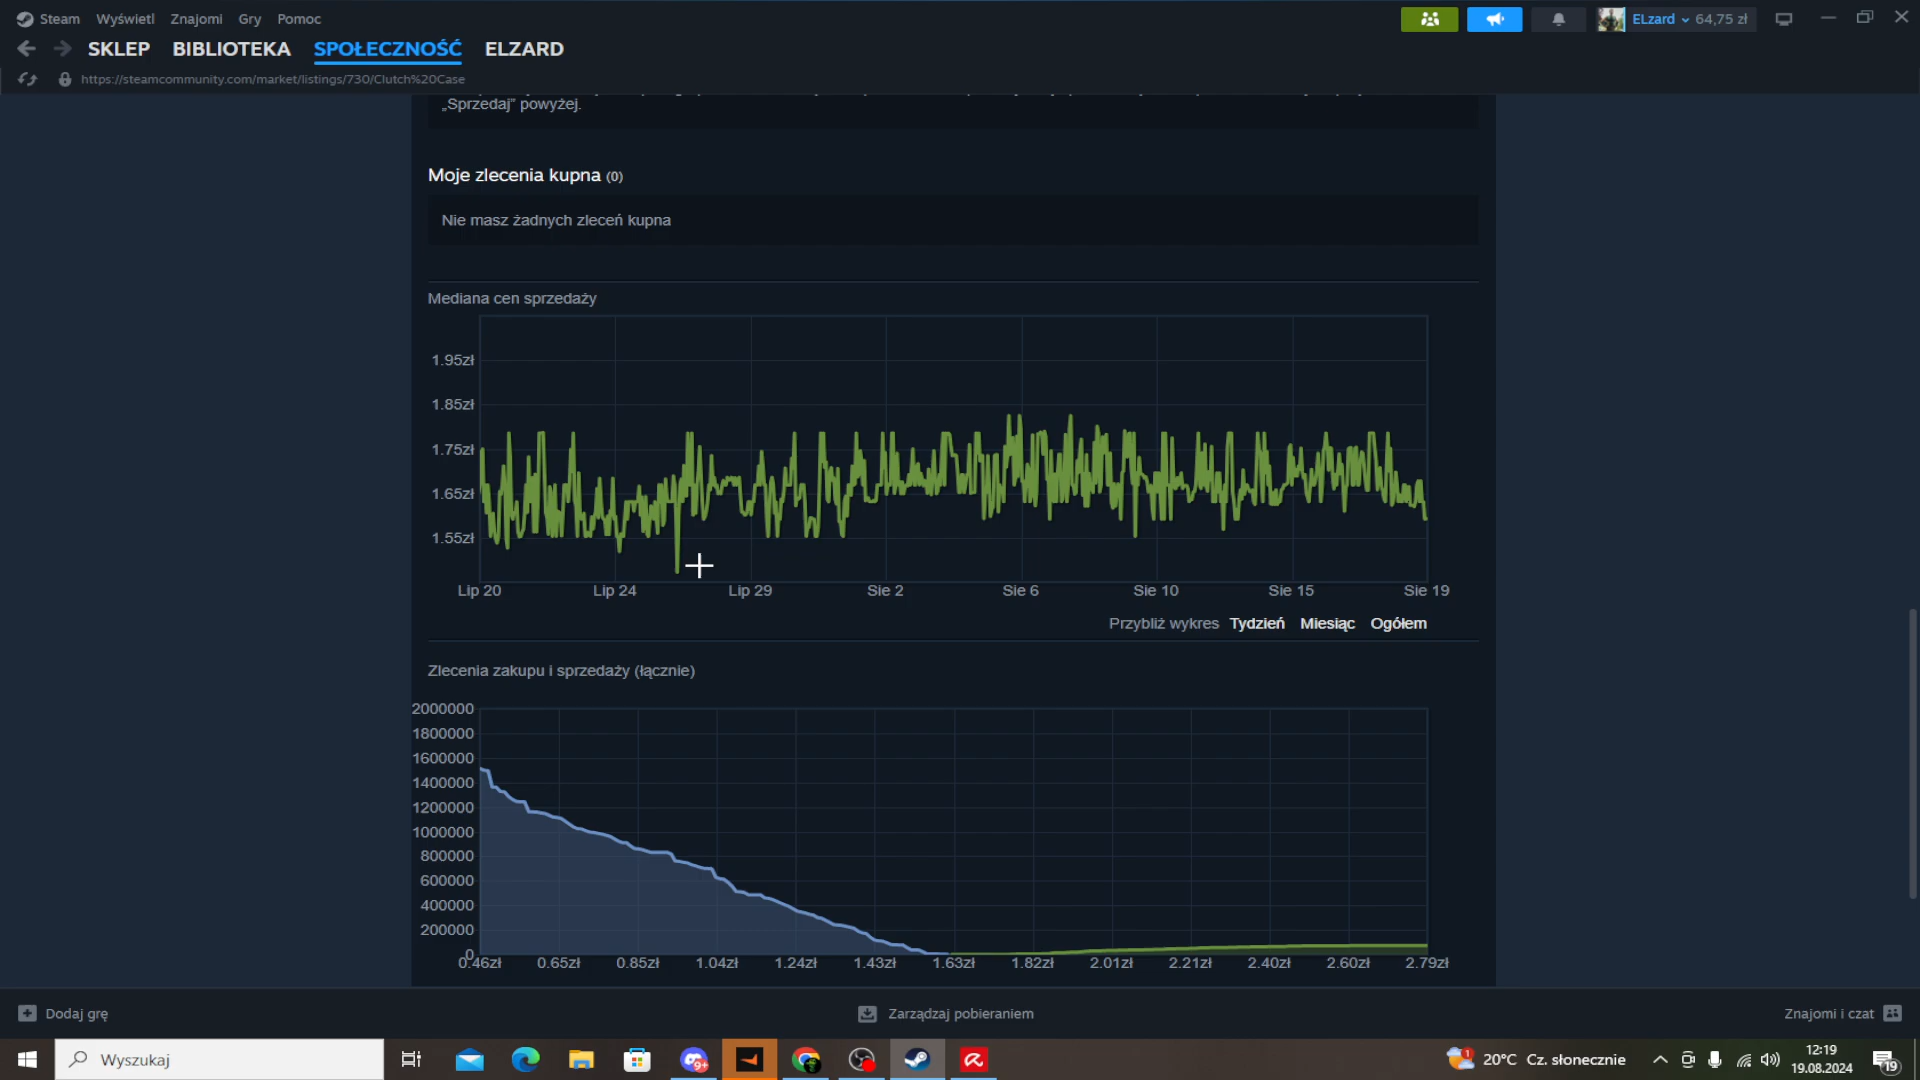 Steam Wyświetl Znajomi Gry Pomoc
ELzard 64,75 zł
SKLEP BIBLIOTEKA SPOŁECZNOŚĆ ELZARD
https://steamcommunity.com/market/listings/730/Clutch%20Case
„Sprzedaj” powyżej.
Moje zlecenia kupna (0)
Nie masz żadnych zleceń kupna
Mediana cen sprzedaży
1.95zł
1.85zł
1.75zł
1.65zł
1.55zł
Lip 20 Lip 24 Lip 29 Sie 2 Sie 6 Sie 10 Sie 15 Sie 19
Przybliż wykres Tydzień Miesiąc Ogółem
Zlecenia zakupu i sprzedaży (łącznie)
2000000
1800000
1600000
1400000
1200000
1000000
800000
600000
400000
200000
0
0.46zł 0.65zł 0.85zł 1.04zł 1.24zł 1.43zł 1.63zł 1.82zł 2.01zł 2.21zł 2.40zł 2.60zł 2.79zł
Dodaj grę Zarządzaj pobieraniem Znajomi i czat
Wyszukaj 9+ 1 20°C Cz. słonecznie 12:19
19.08.2024 19